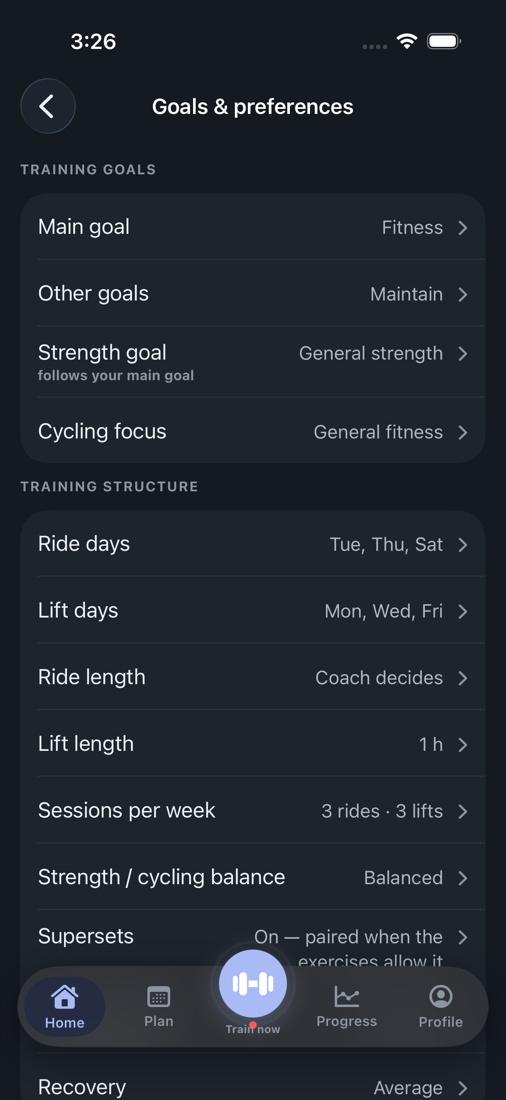 3:26
Goals & preferences
TRAINING GOALS
Main goal Fitness
Other goals Maintain
Strength goal General strength
follows your main goal
Cycling focus General fitness
TRAINING STRUCTURE
Ride days Tue, Thu, Sat
Lift days Mon, Wed, Fri
Ride length Coach decides
Lift length 1 h
Sessions per week 3 rides · 3 lifts
Strength / cycling balance Balanced
Supersets On — paired when the
exercises allow it
Home Plan Train now Progress Profile
Recovery Average